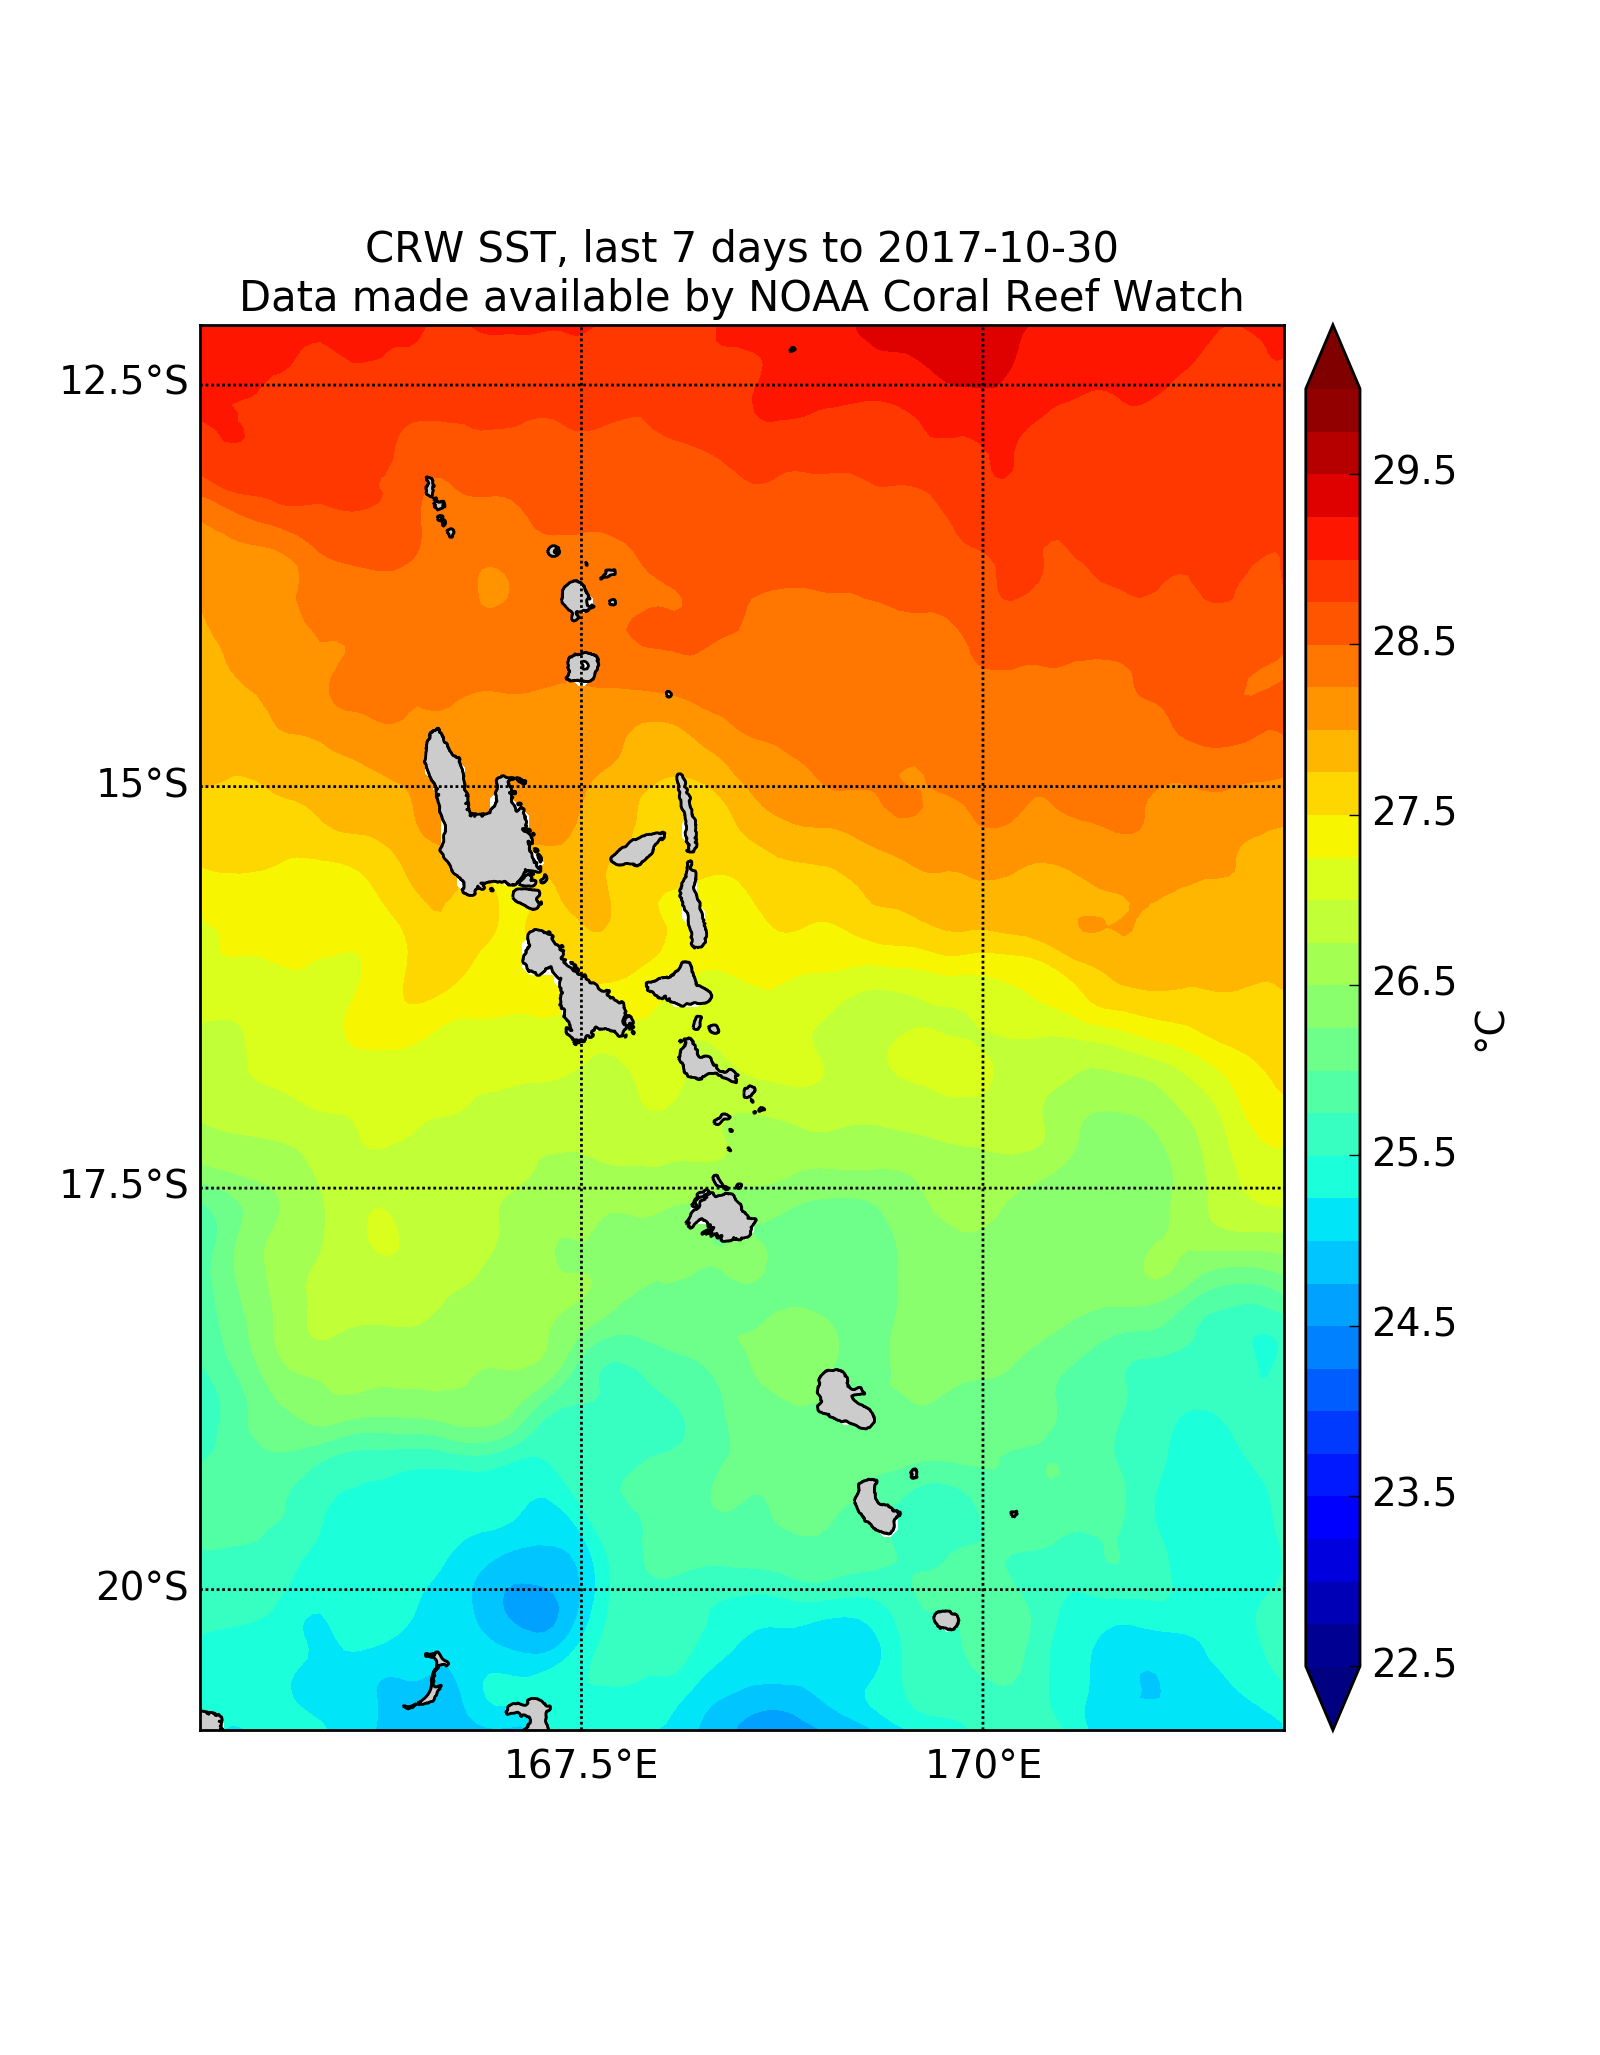 CRW SST, last 7 days to 2017-10-30
Data made available by NOAA Coral Reef Watch
12.5°S
15°S
17.5°S
20°S
167.5°E
170°E
29.5
28.5
27.5
26.5
25.5
24.5
23.5
22.5
°C